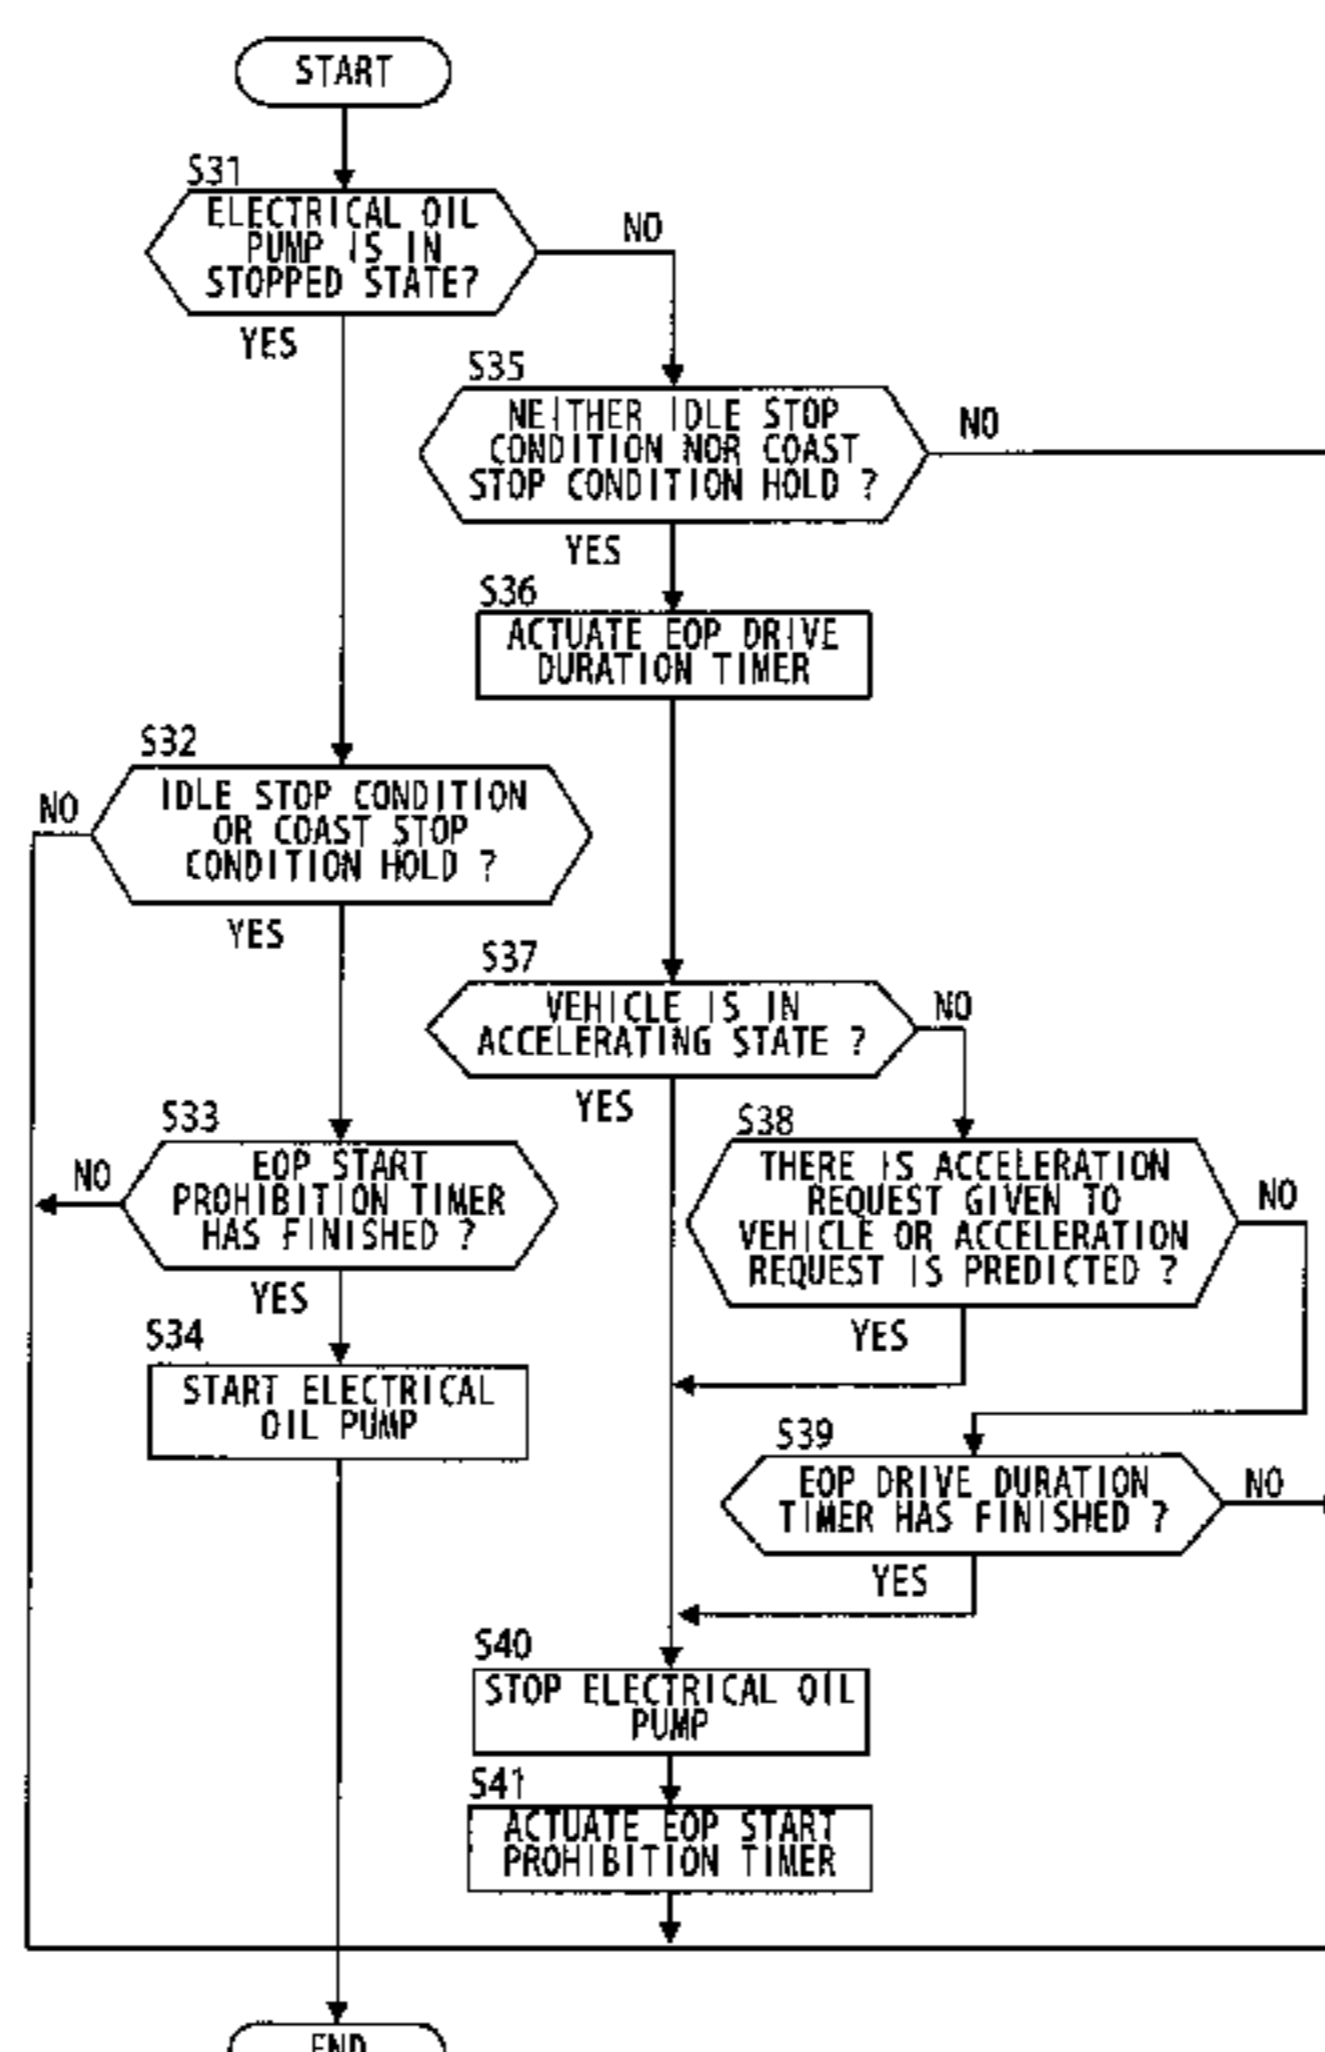 START
S31
ELECTRICAL OIL
PUMP IS IN
STOPPED STATE?
NO
YES
S35
NEITHER IDLE STOP
CONDITION NOR COAST
STOP CONDITION HOLD ?
NO
YES
S36
ACTUATE EOP DRIVE
DURATION TIMER
S32
IDLE STOP CONDITION
OR COAST STOP
CONDITION HOLD ?
NO
YES
S37
VEHICLE IS IN
ACCELERATING STATE ?
NO
YES
S33
EOP START
PROHIBITION TIMER
HAS FINISHED ?
NO
YES
S38
THERE IS ACCELERATION
REQUEST GIVEN TO
VEHICLE OR ACCELERATION
REQUEST IS PREDICTED ?
NO
YES
S34
START ELECTRICAL
OIL PUMP
S39
EOP DRIVE DURATION
TIMER HAS FINISHED ?
NO
YES
S40
STOP ELECTRICAL OIL
PUMP
S41
ACTUATE EOP START
PROHIBITION TIMER
END